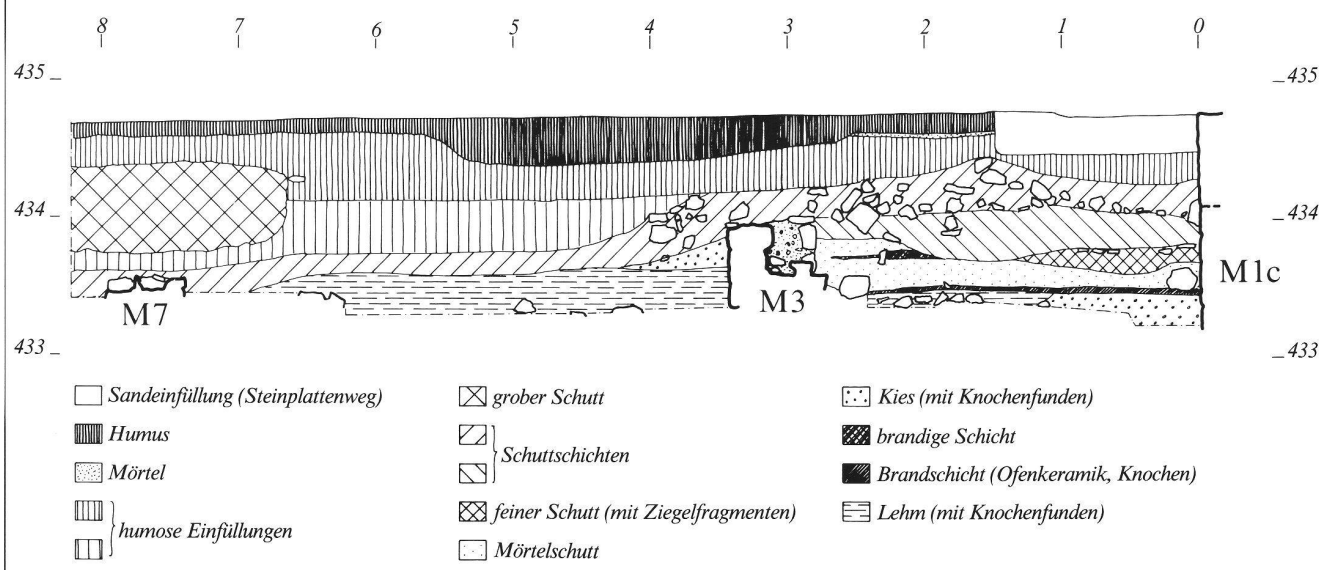 8 7 6 5 4 3 2 1 0
435 435
434 434
M1c
M7 M3
433 433
Sandeinfüllung (Steinplattenweg)
Humus
Mörtel
humose Einfüllungen
grober Schutt
Schuttschichten
feiner Schutt (mit Ziegelfragmenten)
Mörtelschutt
Kies (mit Knochenfunden)
brandige Schicht
Brandschicht (Ofenkeramik, Knochen)
Lehm (mit Knochenfunden)